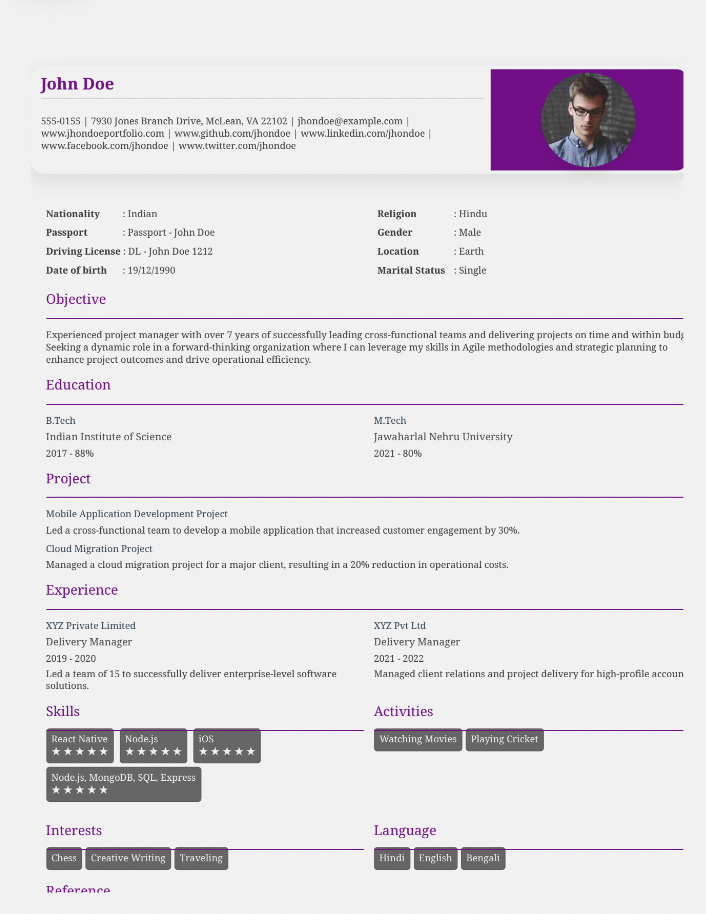 John Doe
555-0155 | 7930 Jones Branch Drive, McLean, VA 22102 | jhondoe@example.com |
www.jhondoeportfolio.com | www.github.com/jhondoe | www.linkedin.com/jhondoe |
www.facebook.com/jhondoe | www.twitter.com/jhondoe
Nationality : Indian
Religion : Hindu
Passport : Passport - John Doe
Gender : Male
Driving License : DL - John Doe 1212
Location : Earth
Date of birth : 19/12/1990
Marital Status : Single
Objective
Experienced project manager with over 7 years of successfully leading cross-functional teams and delivering projects on time and within budg
Seeking a dynamic role in a forward-thinking organization where I can leverage my skills in Agile methodologies and strategic planning to
enhance project outcomes and drive operational efficiency.
Education
B.Tech
Indian Institute of Science
2017 - 88%
M.Tech
Jawaharlal Nehru University
2021 - 80%
Project
Mobile Application Development Project
Led a cross-functional team to develop a mobile application that increased customer engagement by 30%.
Cloud Migration Project
Managed a cloud migration project for a major client, resulting in a 20% reduction in operational costs.
Experience
XYZ Private Limited
Delivery Manager
2019 - 2020
Led a team of 15 to successfully deliver enterprise-level software
solutions.
XYZ Pvt Ltd
Delivery Manager
2021 - 2022
Managed client relations and project delivery for high-profile accoun
Skills
React Native
★★★★★
Node.js
★★★★★
iOS
★★★★★
Node.js, MongoDB, SQL, Express
★★★★★
Activities
Watching Movies
Playing Cricket
Interests
Chess
Creative Writing
Traveling
Language
Hindi
English
Bengali
Reference